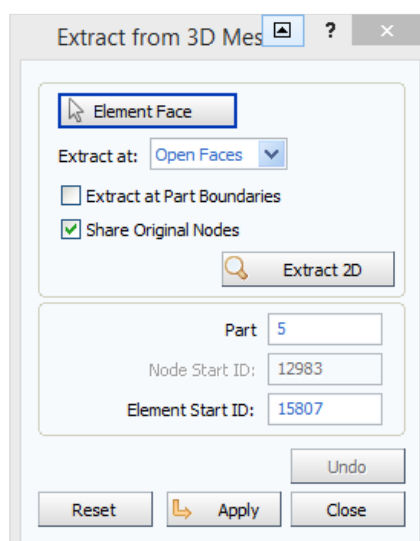 Extract from 3D Mes ?
Element Face
Extract at: Open Faces
Extract at Part Boundaries
Share Original Nodes
Extract 2D
Part 5
Node Start ID: 12983
Element Start ID: 15807
Undo
Reset Apply Close